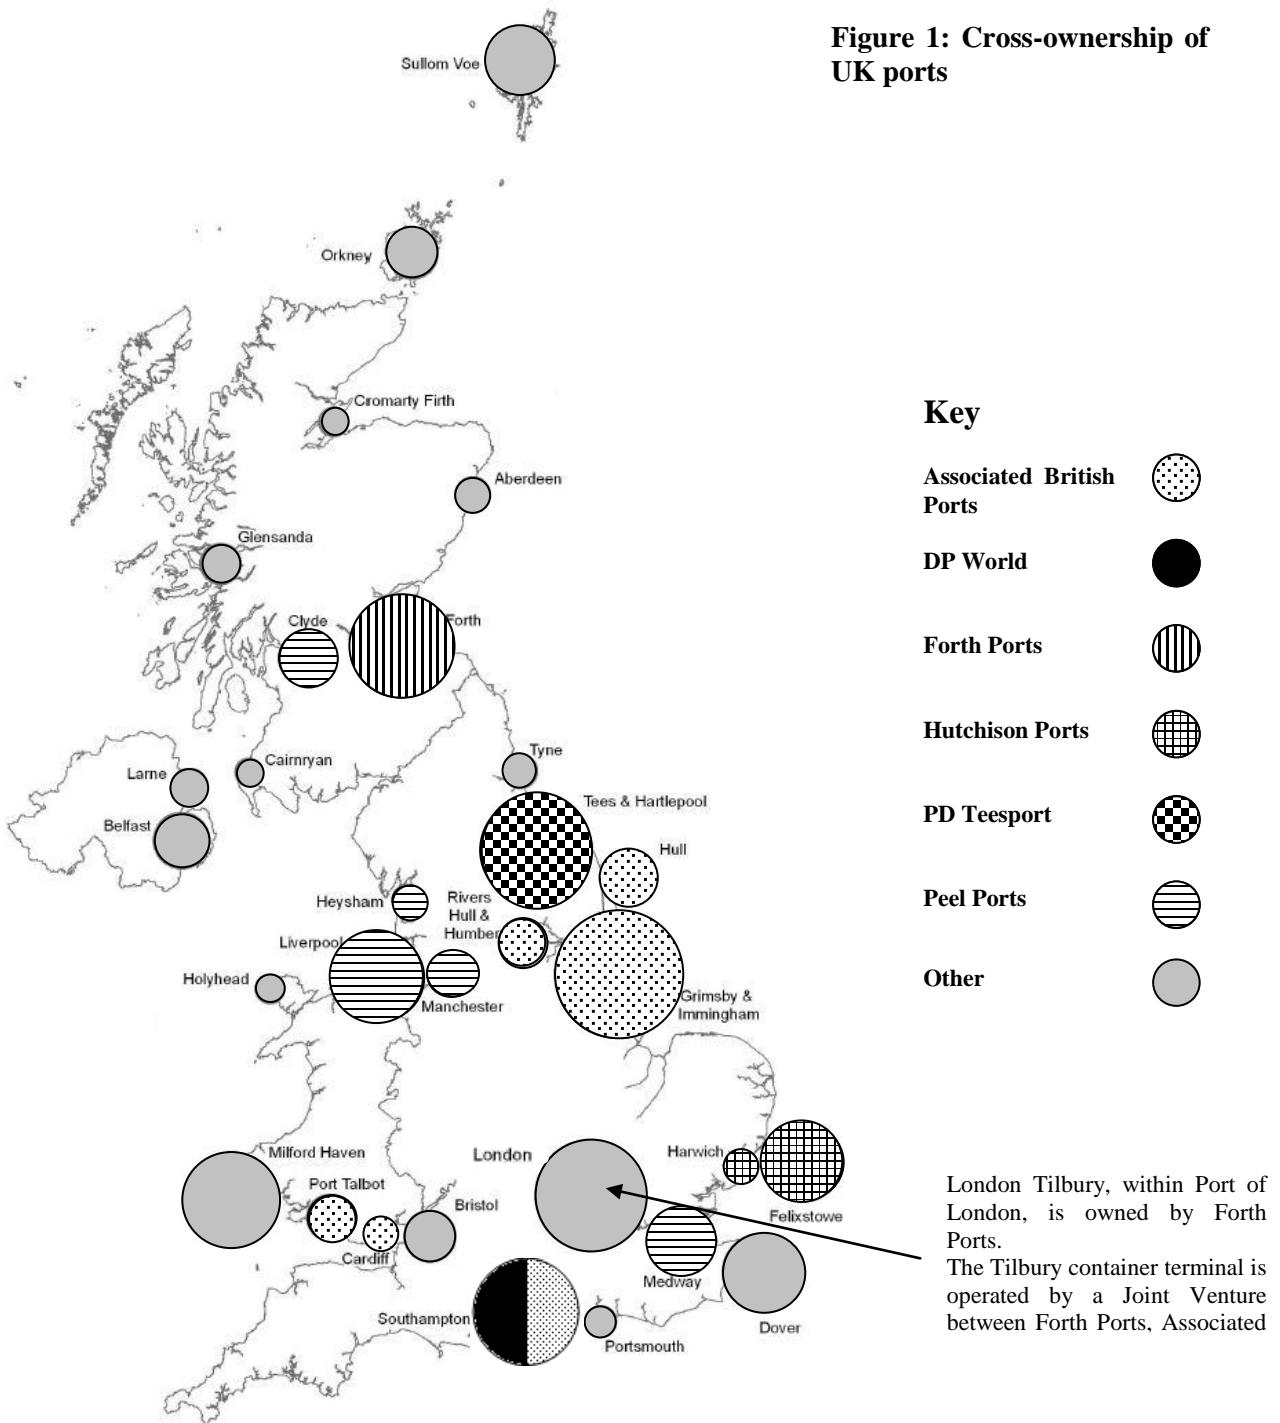 Figure 1: Cross-ownership of
UK ports
Sullom Voe
Orkney
Cromarty Firth
Aberdeen
Glensanda
Clyde
Forth
Tyne
Cairnryan
Larne
Belfast
Tees & Hartlepool
Hull
Heysham
Rivers
Hull &
Humber
Liverpool
Holyhead
Manchester
Grimsby &
Immingham
Milford Haven
London
Harwich
Port Talbot
Bristol
Felixstowe
Cardiff
Medway
Southampton
Dover
Portsmouth
Key
Associated British
Ports
DP World
Forth Ports
Hutchison Ports
PD Teesport
Peel Ports
Other
London Tilbury, within Port of
London, is owned by Forth
Ports.
The Tilbury container terminal is
operated by a Joint Venture
between Forth Ports, Associated